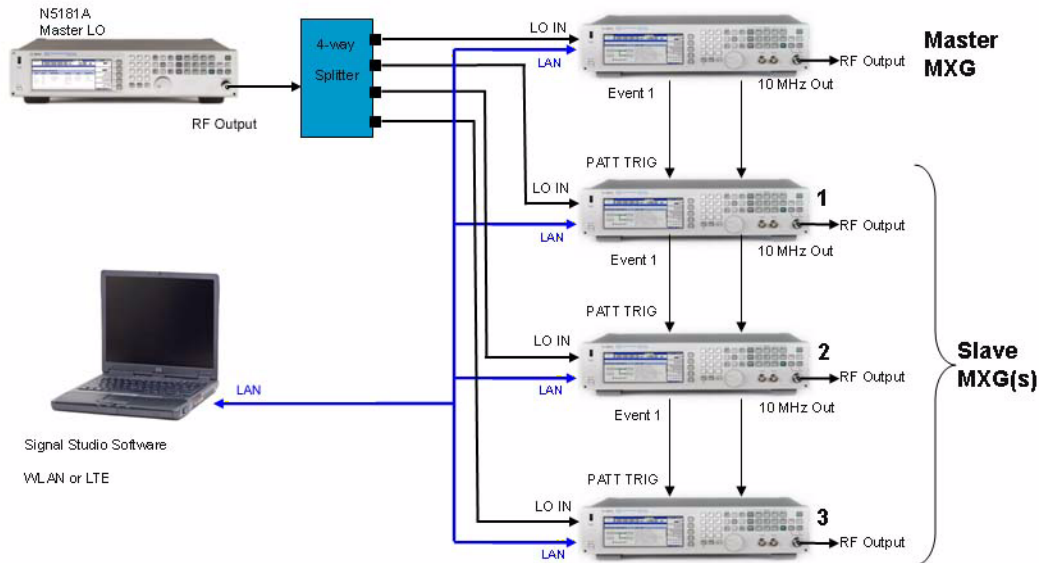 N5181A
Master LO
RF Output
4-way
Splitter
LO IN
LAN
RF Output
Master
MXG
Event 1
10 MHz Out
PATT TRIG
LO IN
LAN
1
RF Output
Event 1
10 MHz Out
PATT TRIG
LO IN
LAN
2
RF Output
Slave
MXG(s)
Event 1
10 MHz Out
PATT TRIG
LO IN
LAN
3
RF Output
LAN
Signal Studio Software
WLAN or LTE